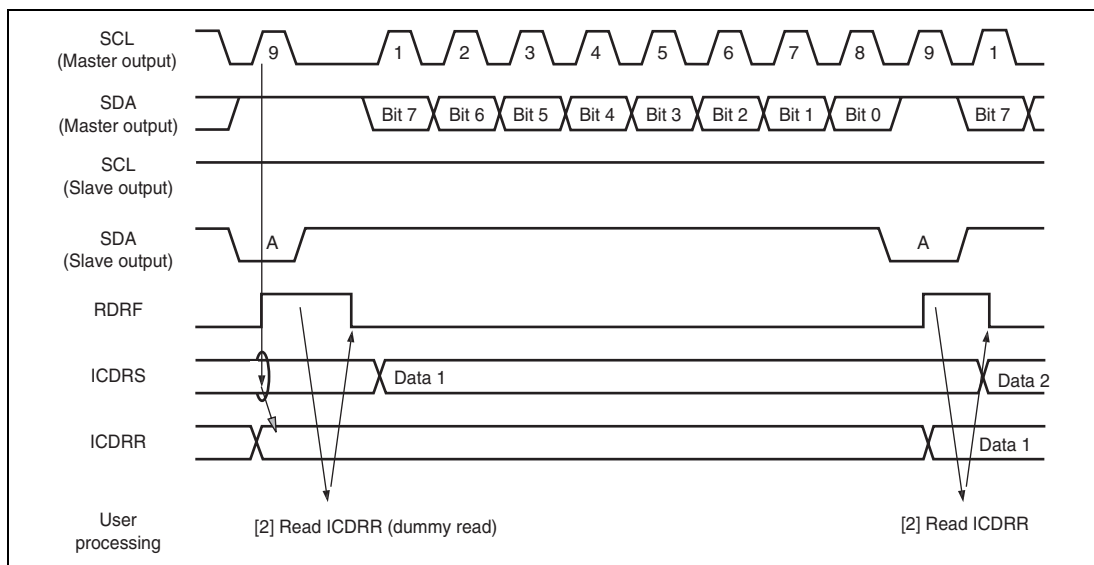 SCL
(Master output)
9 1 2 3 4 5 6 7 8 9 1
SDA
(Master output)
Bit 7 Bit 6 Bit 5 Bit 4 Bit 3 Bit 2 Bit 1 Bit 0 Bit 7
SCL
(Slave output)
SDA
(Slave output)
A A
RDRF
ICDRS
Data 1 Data 2
ICDRR
Data 1
User
processing
[2] Read ICDRR (dummy read) [2] Read ICDRR